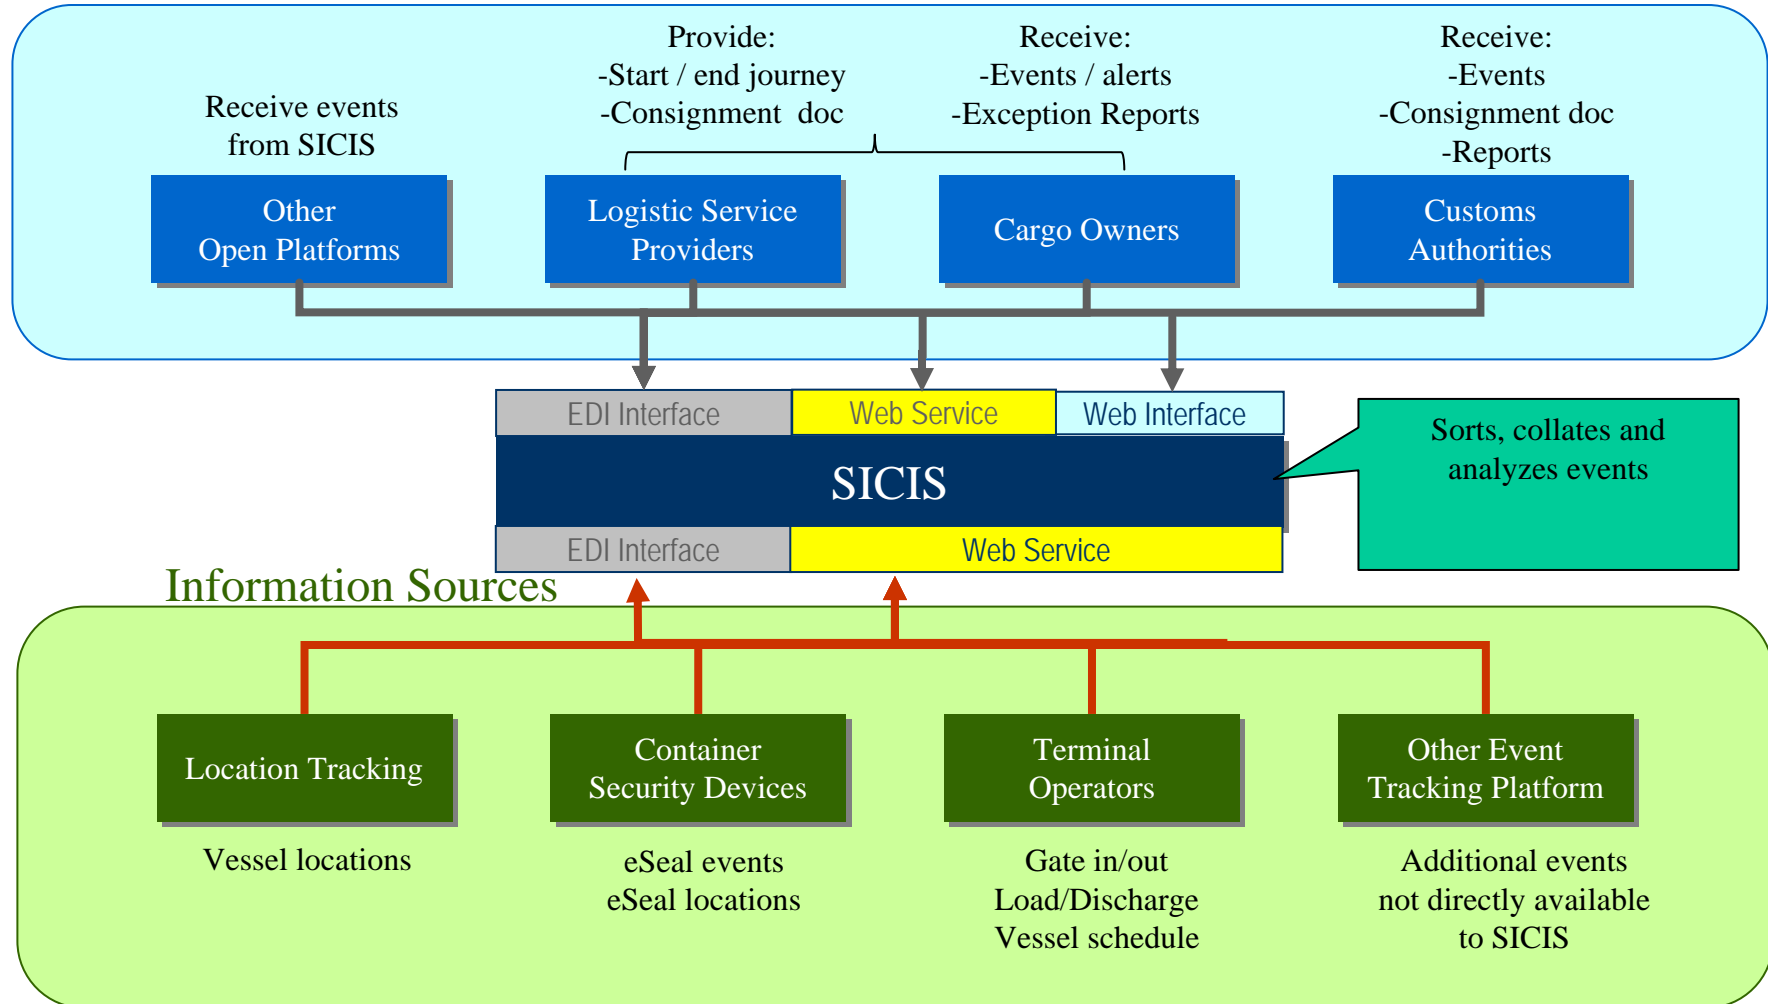 Provide:
-Start / end journey
-Consignment  doc
Receive:
-Events / alerts
-Exception Reports
Receive:
-Events
-Consignment doc
-Reports
Receive events
from SICIS
Other
Open Platforms
Logistic Service
Providers
Cargo Owners
Customs
Authorities
EDI Interface
Web Service
Web Interface
SICIS
Sorts, collates and
analyzes events
EDI Interface
Web Service
Information Sources
Location Tracking
Container
Security Devices
Terminal
Operators
Other Event
Tracking Platform
Vessel locations
eSeal events
eSeal locations
Gate in/out
Load/Discharge
Vessel schedule
Additional events
not directly available
to SICIS